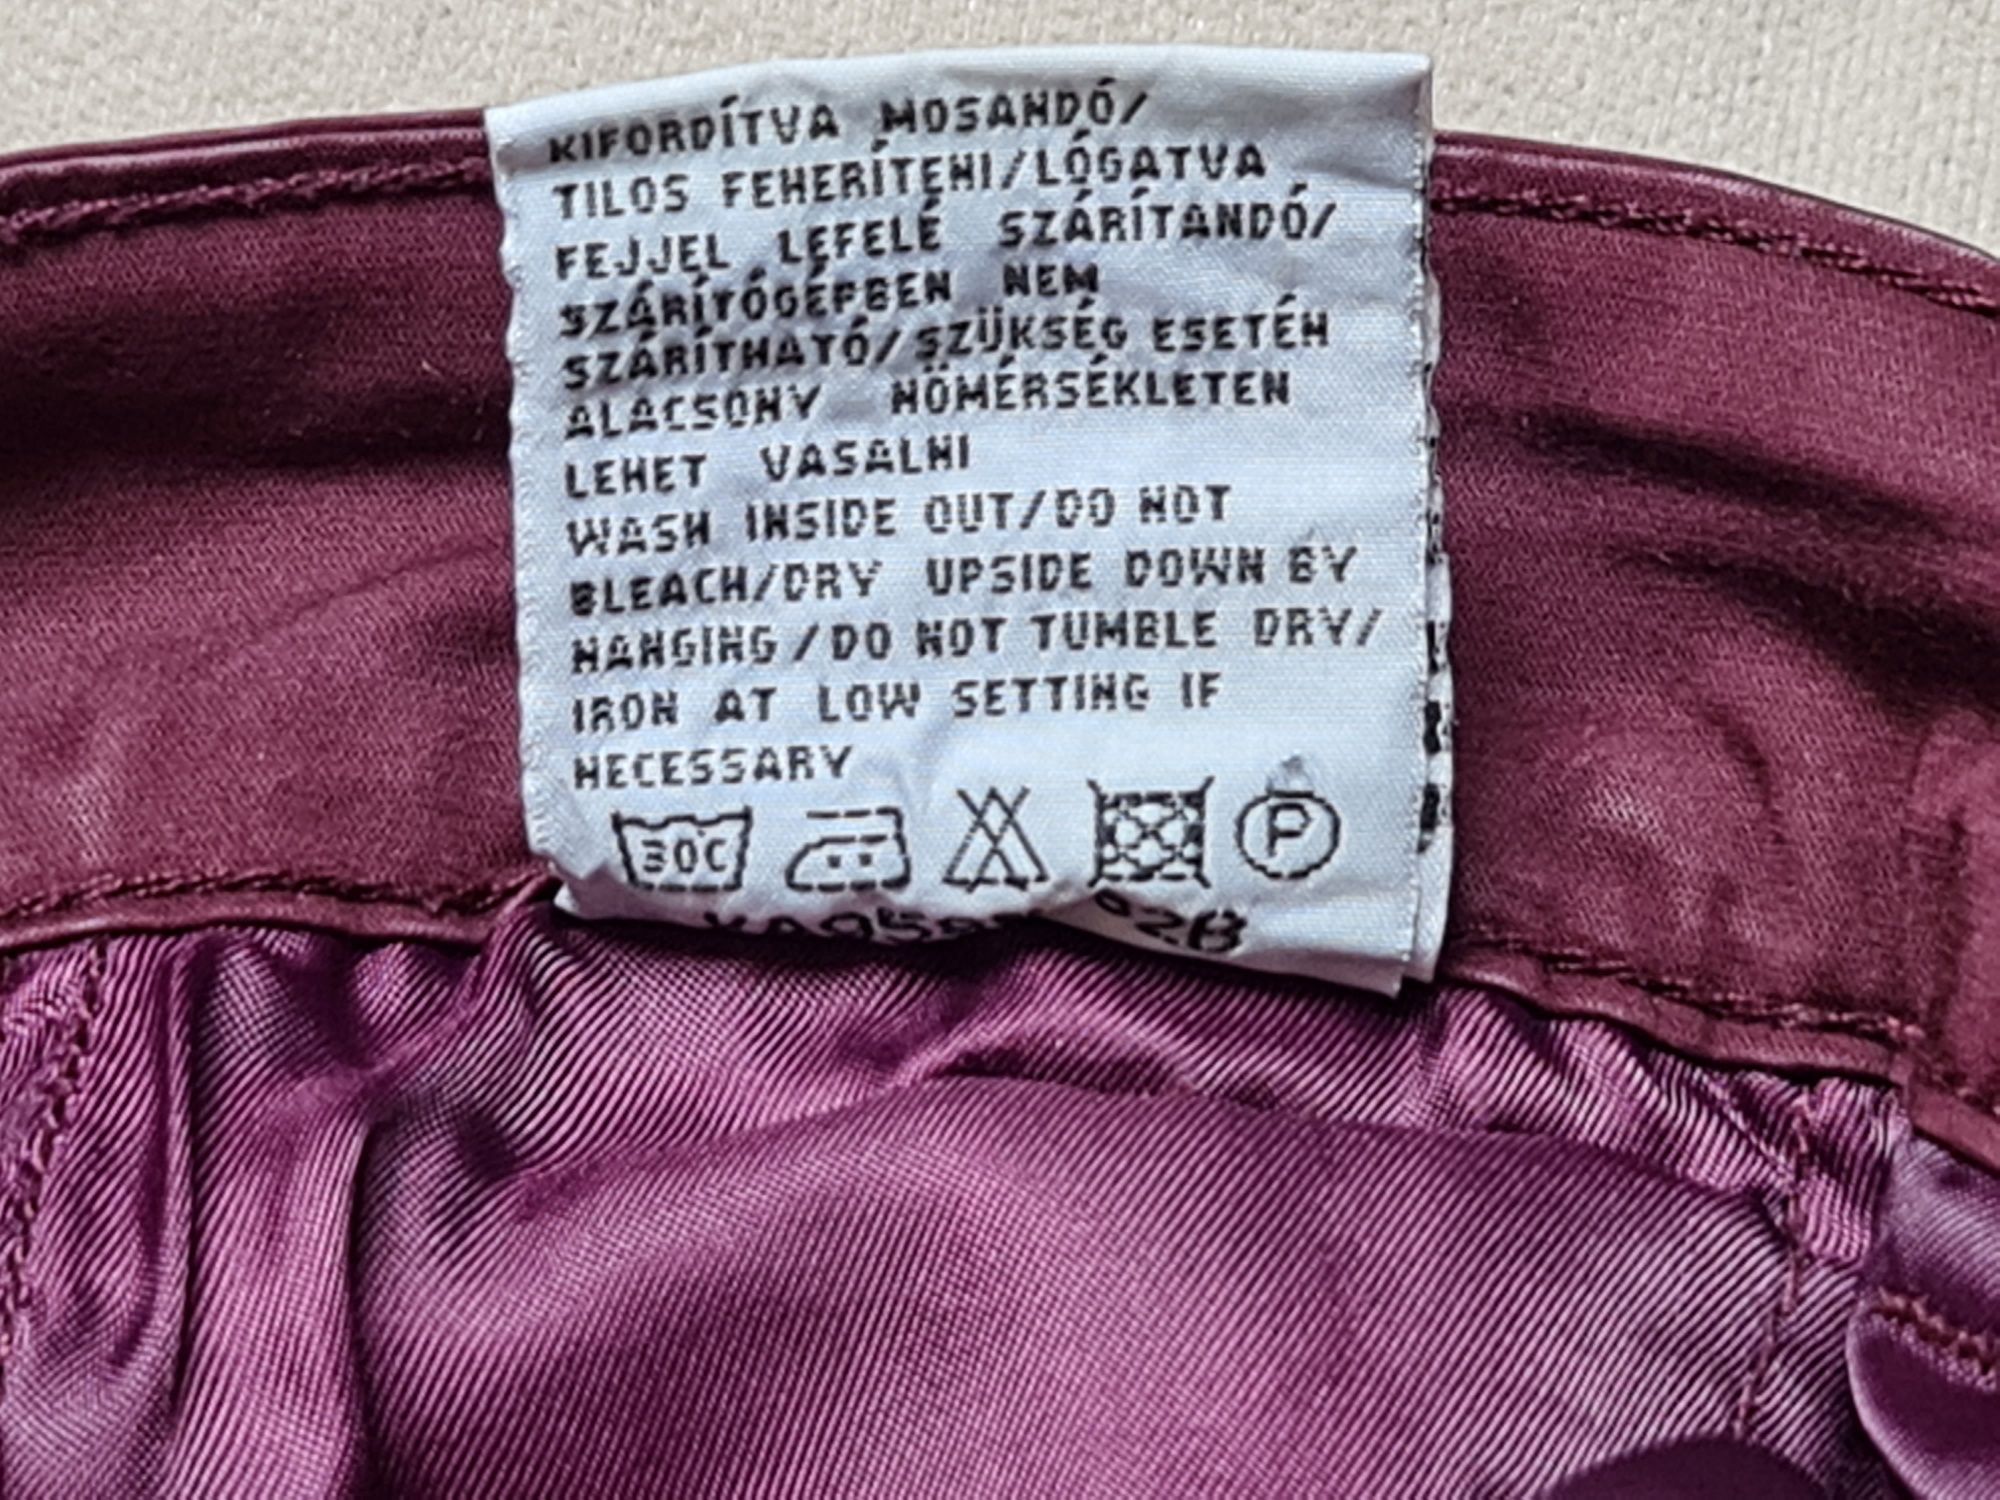 KIFORDÍTVA MOSANDÓ/
TILOS FEHERÍTENI/LÓGATVA
FEJJEL LEFELÉ SZÁRÍTANDÓ/
SZÁRÍTÓGÉPBEN NEM
SZÁRÍTHATÓ/SZÜKSÉG ESETÉN
ALACSONY HÖMÉRSÉKLETEN
LEHET VASALNI
WASH INSIDE OUT/DO NOT
BLEACH/DRY UPSIDE DOWN BY
HANGING/DO NOT TUMBLE DRY/
IRON AT LOW SETTING IF
NECESSARY
30C P